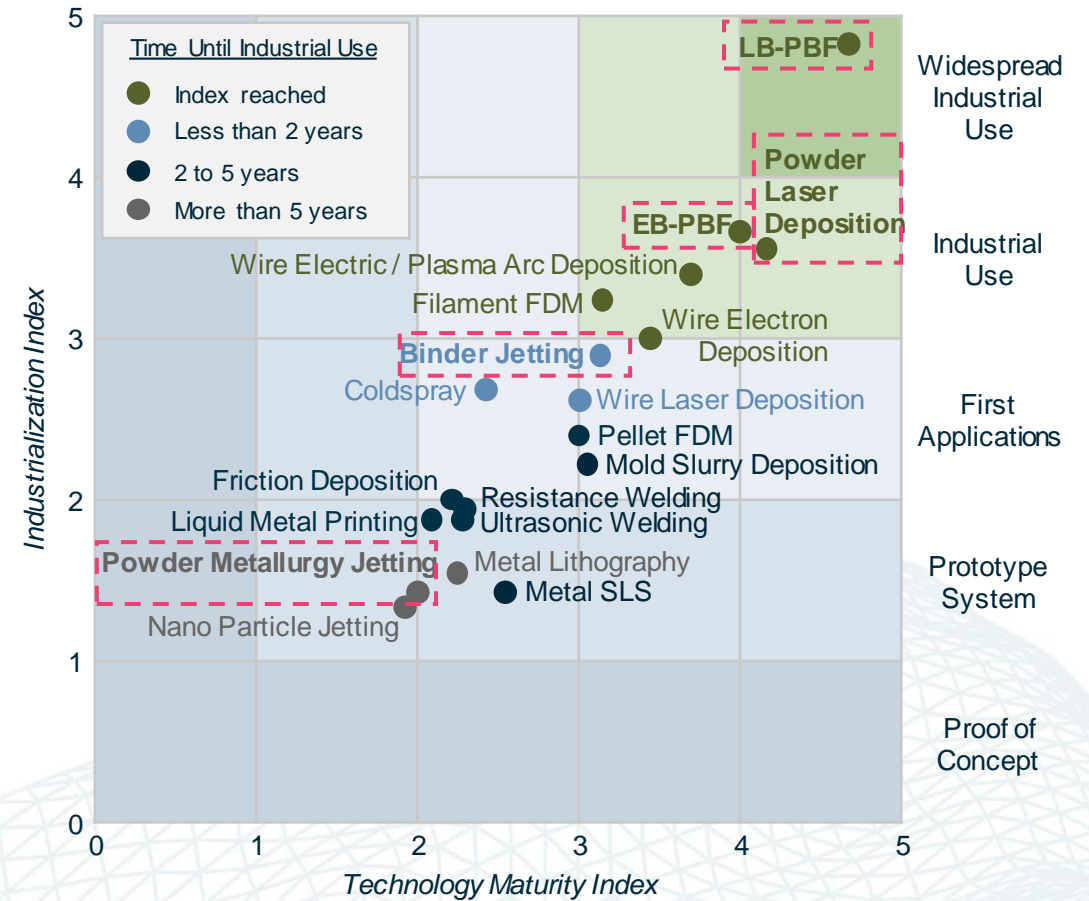 Time Until Industrial Use
Index reached
Less than 2 years
2 to 5 years
More than 5 years
LB-PBF
Powder
Laser
Deposition
EB-PBF
Wire Electric / Plasma Arc Deposition
Filament FDM
Wire Electron
Deposition
Binder Jetting
Coldspray
Wire Laser Deposition
Pellet FDM
Mold Slurry Deposition
Friction Deposition
Resistance Welding
Liquid Metal Printing
Ultrasonic Welding
Powder Metallurgy Jetting
Metal Lithography
Metal SLS
Nano Particle Jetting
Widespread
Industrial
Use
Industrial
Use
First
Applications
Prototype
System
Proof of
Concept
Industrialization Index
5
4
3
2
1
0
0 1 2 3 4 5
Technology Maturity Index